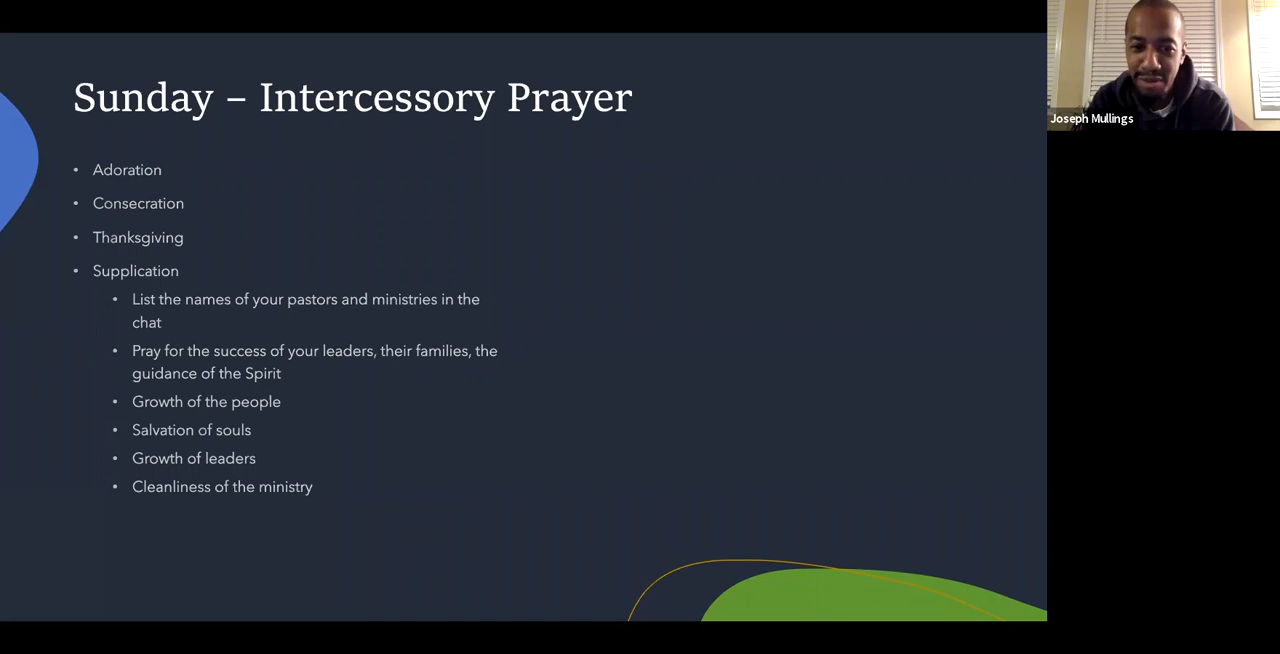 Sunday – Intercessory Prayer
• Adoration
• Consecration
• Thanksgiving
• Supplication
• List the names of your pastors and ministries in the
chat
• Pray for the success of your leaders, their families, the
guidance of the Spirit
• Growth of the people
• Salvation of souls
• Growth of leaders
• Cleanliness of the ministry
Joseph Mullings